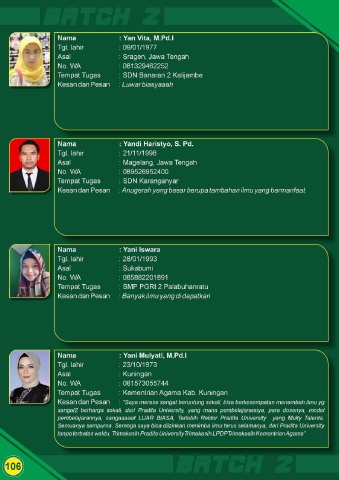 BATCH 2
Nama : Yan Vita, M.Pd.I
Tgl. lahir : 09/01/1977
Asal : Sragen, Jawa Tengah
No. WA : 081329462252
Tempat Tugas : SDN Banaran 2 Kalijambe
Kesan dan Pesan : Luwar biasyaaah
Nama : Yandi Haristyo, S. Pd.
Tgl. lahir : 21/11/1998
Asal : Magelang, Jawa Tengah
No. WA : 089526952400
Tempat Tugas : SDN Karanganyar
Kesan dan Pesan : Anugerah yang besar berupa tambahan ilmu yang bermanfaat.
Nama : Yani Iswara
Tgl. lahir : 28/01/1993
Asal : Sukabumi
No. WA : 085862201891
Tempat Tugas : SMP PGRI 2 Palabuhanratu
Kesan dan Pesan : Banyak ilmu yang di dapatkan
Nama : Yani Mulyati, M.Pd.I
Tgl. lahir : 23/10/1973
Asal : Kuningan
No. WA : 081573055744
Tempat Tugas : Kementrian Agama Kab. Kuningan
Kesan dan Pesan : "Saya merasa sangat beruntung sekali, bisa berkesempatan menambah ilmu yg
sangat2 berharga sekali, dari Pradita University, yang mana pembelajarannya, para dosennya, modul
pembelajarannya, sangaaaaat LUAR BIASA, Terlebih Rektor Pradita University yang Multy Talenta,
Semuanya sempurna. Semoga saya bisa diizinkan menimba ilmu terus selamanya, dari Pradita University
tanpa terbatas waktu. Trimakasih Pradita University Trimakasih LPDP Trimakasih Kementrian Agama"
106
BATCH 2